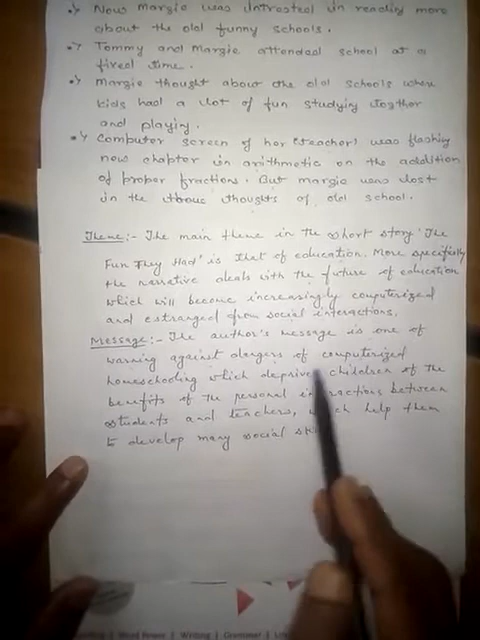 •) Now Margie was intrested in reading more
about the old funny schools.
•) Tommy and Margie attended school at a
fixed time.
•) Margie thought about the old schools when
kids had a lot of fun studying together
and playing.
•) Computer screen of her (teacher) was flashing
new chapter in arithmetic on the addition
of proper fractions. But Margie was lost
in the thoughts of old school.
Theme:- The main theme in the short story 'The
Fun They Had' is that of education. More specifically
the narrative deals with the future of education
which will become increasingly computerized
and estranged from social interactions.
Message:- The author's message is one of
warning against dangers of computerized
homeschooling which deprives children of the
benefits of the personal interactions between
students and teachers, which help them
to develop many social
Word Power | Writing | Grammar |